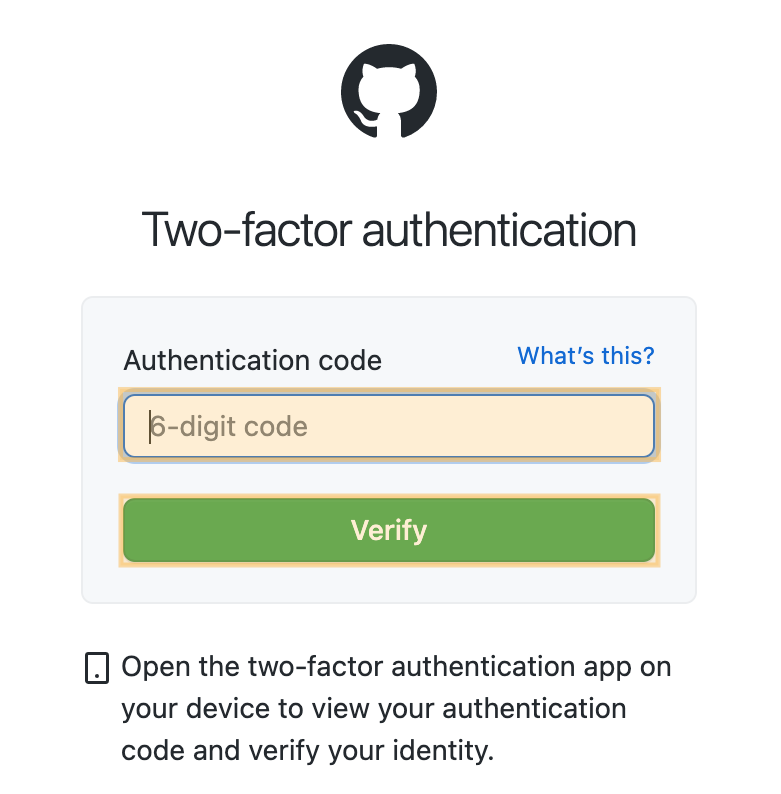 Two-factor authentication
Authentication code
What’s this?
6-digit code
Verify
Open the two-factor authentication app on
your device to view your authentication
code and verify your identity.